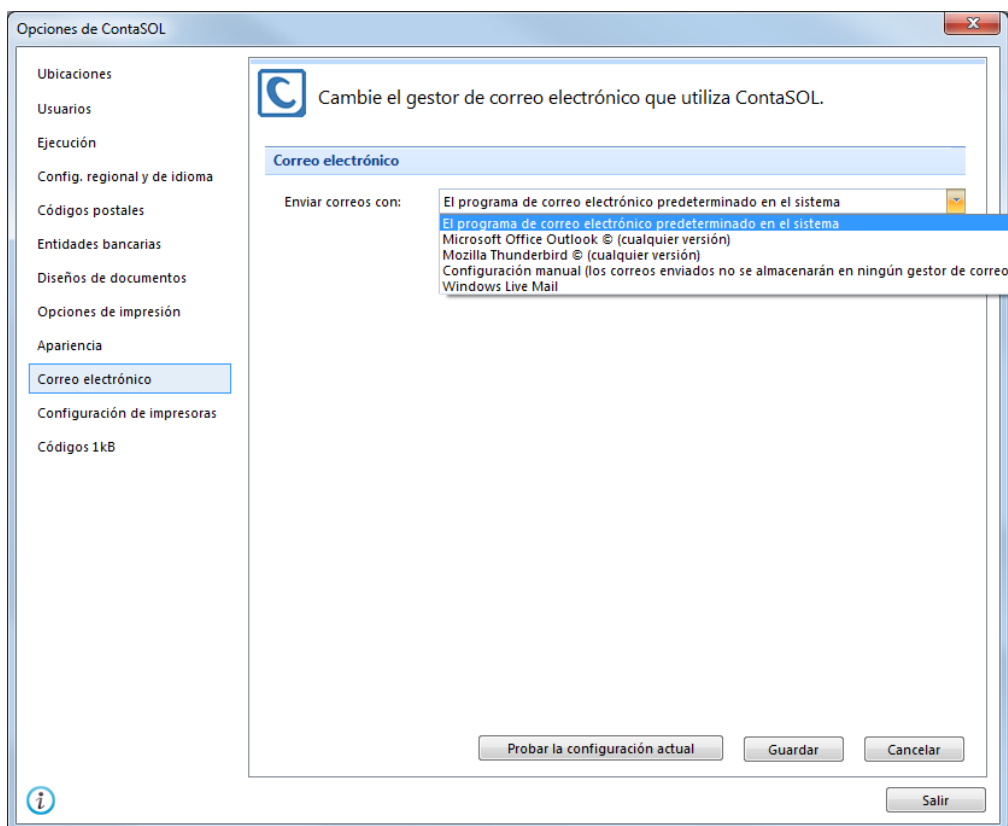 Opciones de ContaSOL
Ubicaciones
Usuarios
Ejecución
Config. regional y de idioma
Códigos postales
Entidades bancarias
Diseños de documentos
Opciones de impresión
Apariencia
Correo electrónico
Configuración de impresoras
Códigos 1kB
Cambie el gestor de correo electrónico que utiliza ContaSOL.
Correo electrónico
Enviar correos con: El programa de correo electrónico predeterminado en el sistema
El programa de correo electrónico predeterminado en el sistema
Microsoft Office Outlook © (cualquier versión)
Mozilla Thunderbird © (cualquier versión)
Configuración manual (los correos enviados no se almacenarán en ningún gestor de correo
Windows Live Mail
Probar la configuración actual Guardar Cancelar
Salir